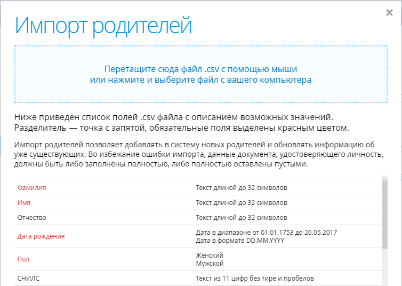 Импорт родителей
Перетащите сюда файл .csv с помощью мыши
или нажмите и выберите файл с вашего компьютера
Ниже приведён список полей .csv файла с описанием возможных значений.
Разделитель — точка с запятой, обязательные поля выделены красным цветом.
Импорт родителей позволяет добавлять в систему новых родителей и обновлять информацию об
уже существующих. Во избежание ошибки импорта, данные документа, удостоверяющего личность,
должны быть либо заполнены полностью, либо полностью оставлены пустыми.
Фамилия Текст длиной до 32 символов
Имя Текст длиной до 32 символов
Отчество Текст длиной до 32 символов
Дата рождения Дата в диапазоне от 01.01.1753 до 26.05.2017
Дата в формате DD.MM.YYYY
Пол Женский
Мужской
СНИЛС Текст из 11 цифр без тире и пробелов